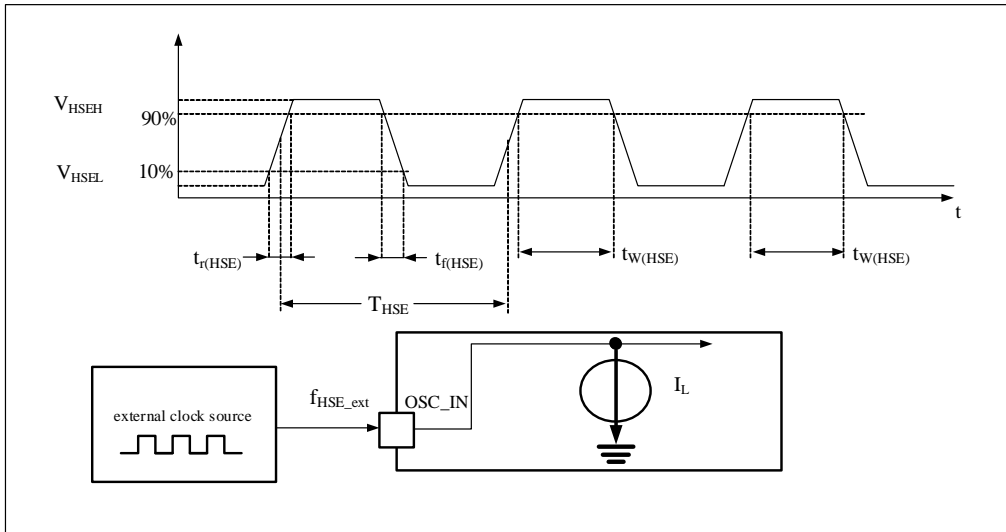 V_HSEH
90%
V_HSEL
10%
t
t_r(HSE)
t_f(HSE)
t_W(HSE)
t_W(HSE)
T_HSE
external clock source
f_HSE_ext
OSC_IN
I_L